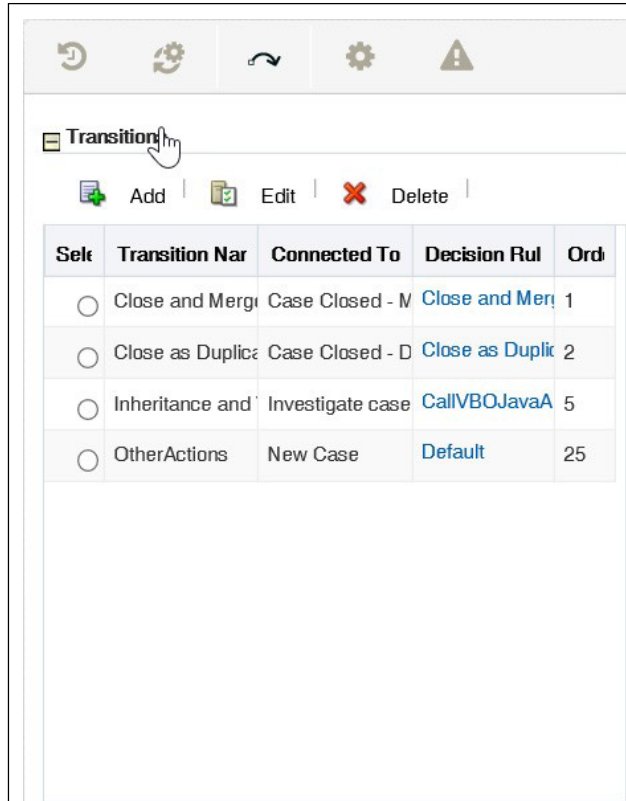 Transitions
Add Edit Delete
Sele Transition Nar Connected To Decision Rul Ord
Close and Merg Case Closed - M Close and Mer 1
Close as Duplica Case Closed - D Close as Duplic 2
Inheritance and Investigate case CallVBOJavaA 5
OtherActions New Case Default 25